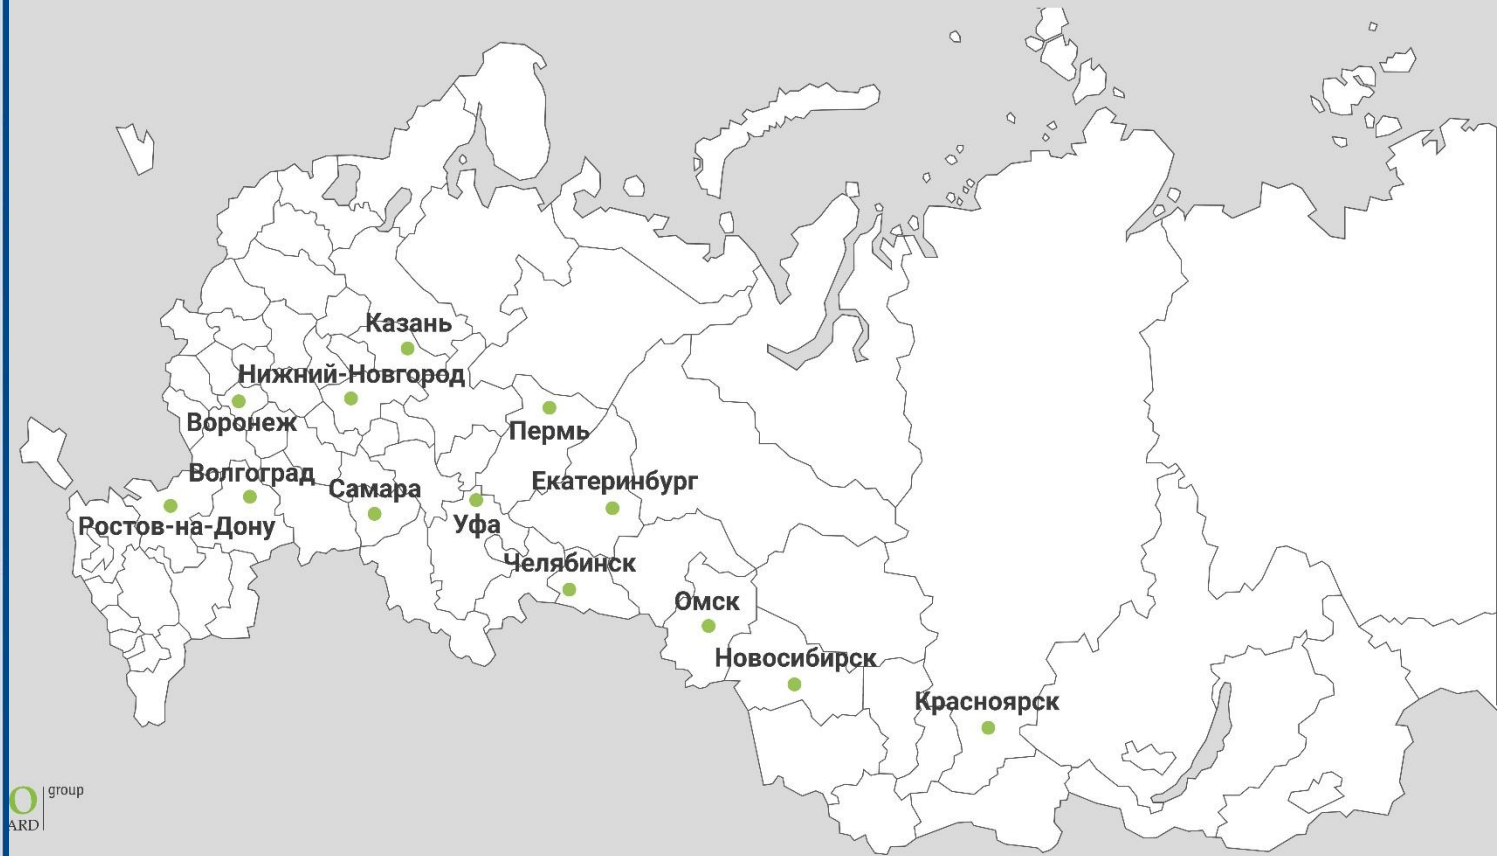 Казань
Нижний-Новгород
Воронеж
Пермь
Волгоград
Самара
Екатеринбург
Ростов-на-Дону
Уфа
Челябинск
Омск
Новосибирск
Красноярск
O group
ARD